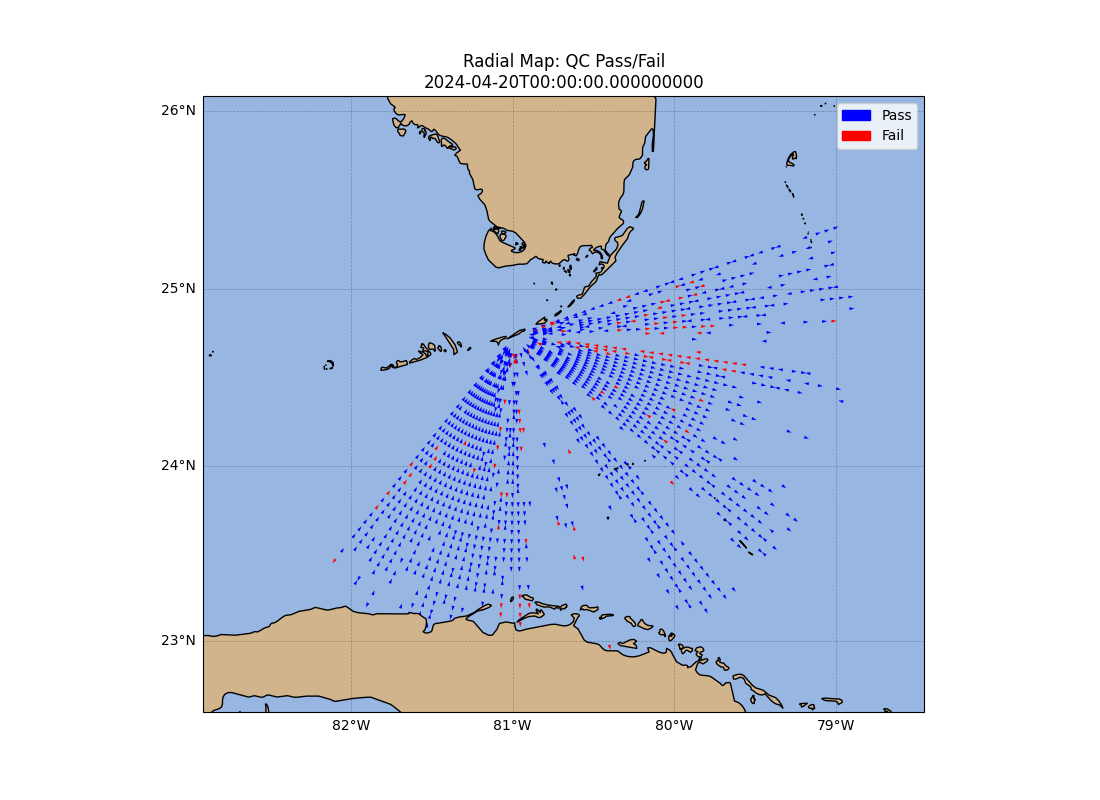 Radial Map: QC Pass/Fail
2024-04-20T00:00:00.000000000
Pass
Fail
26°N
25°N
24°N
23°N
82°W
81°W
80°W
79°W